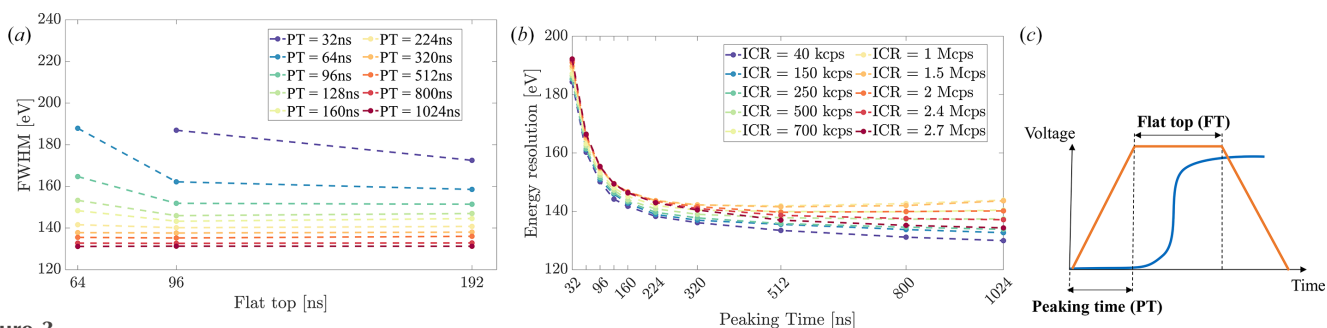 (a)
FWHM [eV]
240
220
200
180
160
140
120
64
96
192
Flat top [ns]
PT = 32ns
PT = 64ns
PT = 96ns
PT = 128ns
PT = 160ns
PT = 224ns
PT = 320ns
PT = 512ns
PT = 800ns
PT = 1024ns
(b)
Energy resolution [eV]
200
180
160
140
120
32
96
160
224
320
512
800
1024
Peaking Time [ns]
ICR = 40 kcps
ICR = 150 kcps
ICR = 250 kcps
ICR = 500 kcps
ICR = 700 kcps
ICR = 1 Mcps
ICR = 1.5 Mcps
ICR = 2 Mcps
ICR = 2.4 Mcps
ICR = 2.7 Mcps
(c)
Flat top (FT)
Voltage
Time
Peaking time (PT)